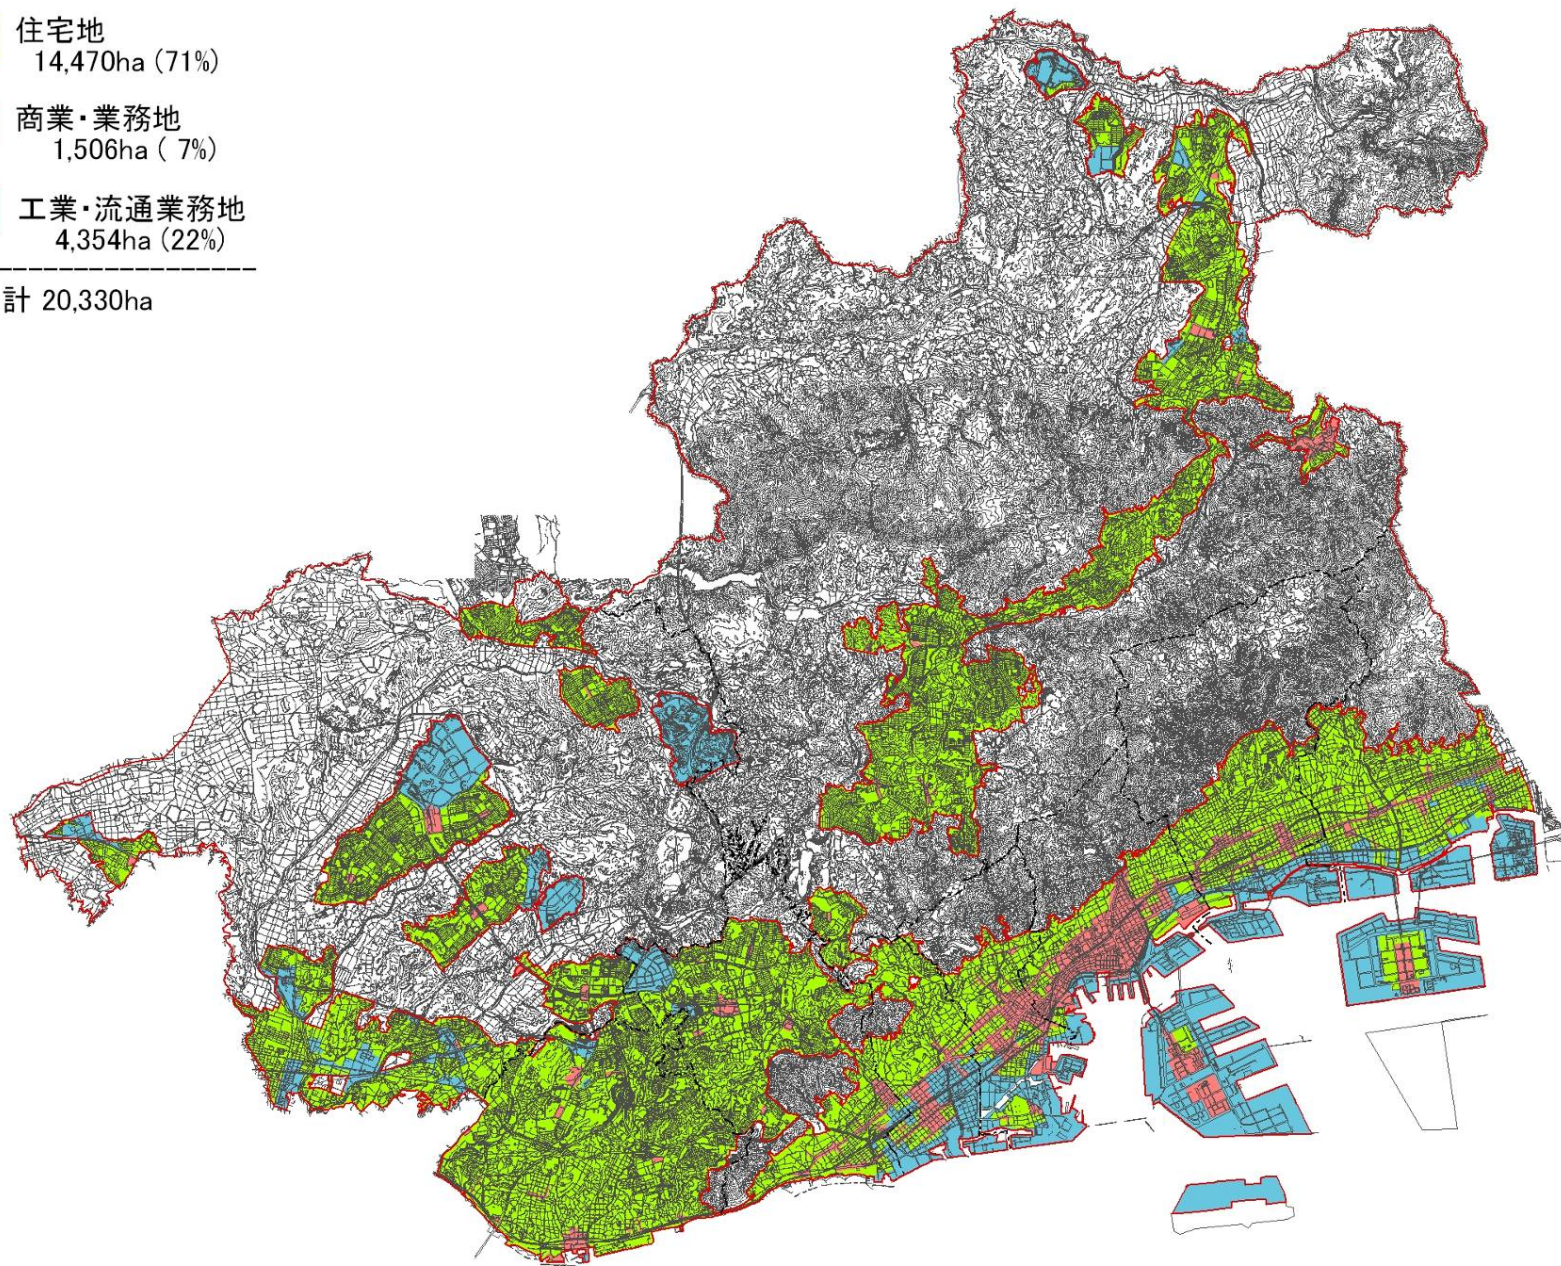 住宅地
14,470ha (71%)
商業・業務地
1,506ha ( 7%)
工業・流通業務地
4,354ha (22%)
計 20,330ha